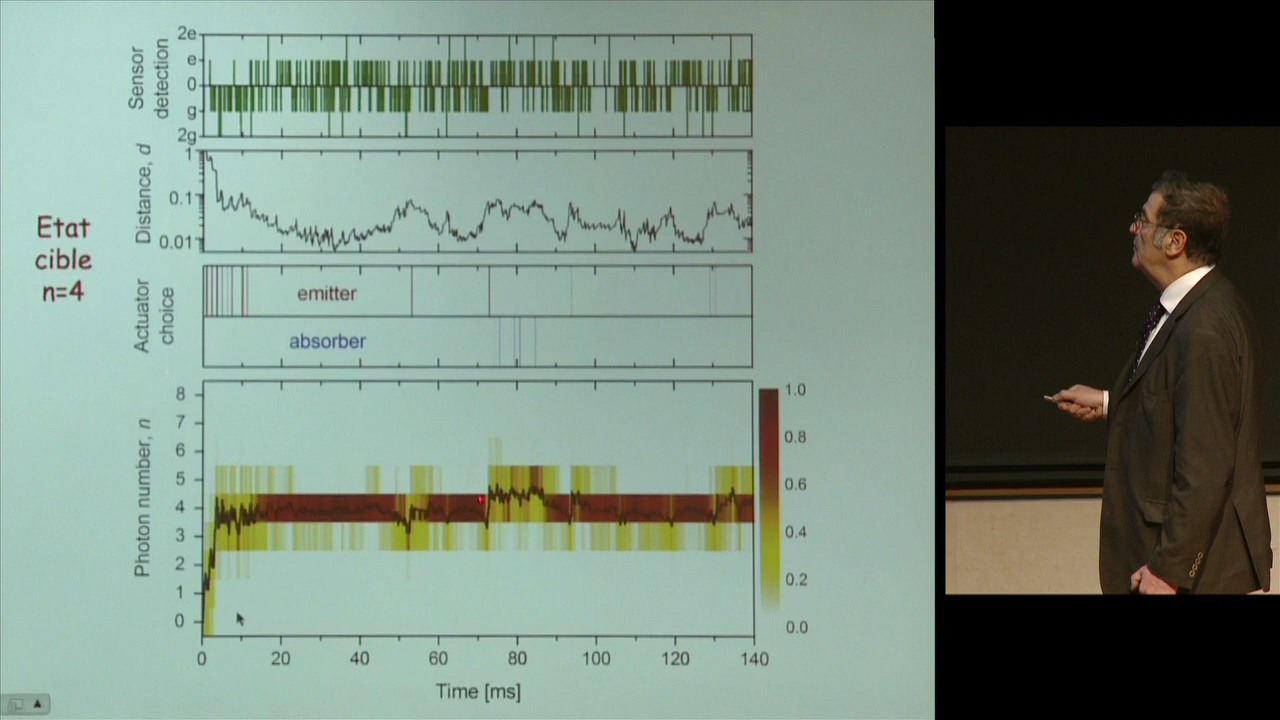 Sensor
detection
2e
e
0
g
2g
Distance, d
1
0.1
0.01
Etat
cible
n=4
Actuator
choice
emitter
absorber
Photon number, n
8
7
6
5
4
3
2
1
0
1.0
0.8
0.6
0.4
0.2
0.0
0 20 40 60 80 100 120 140
Time [ms]